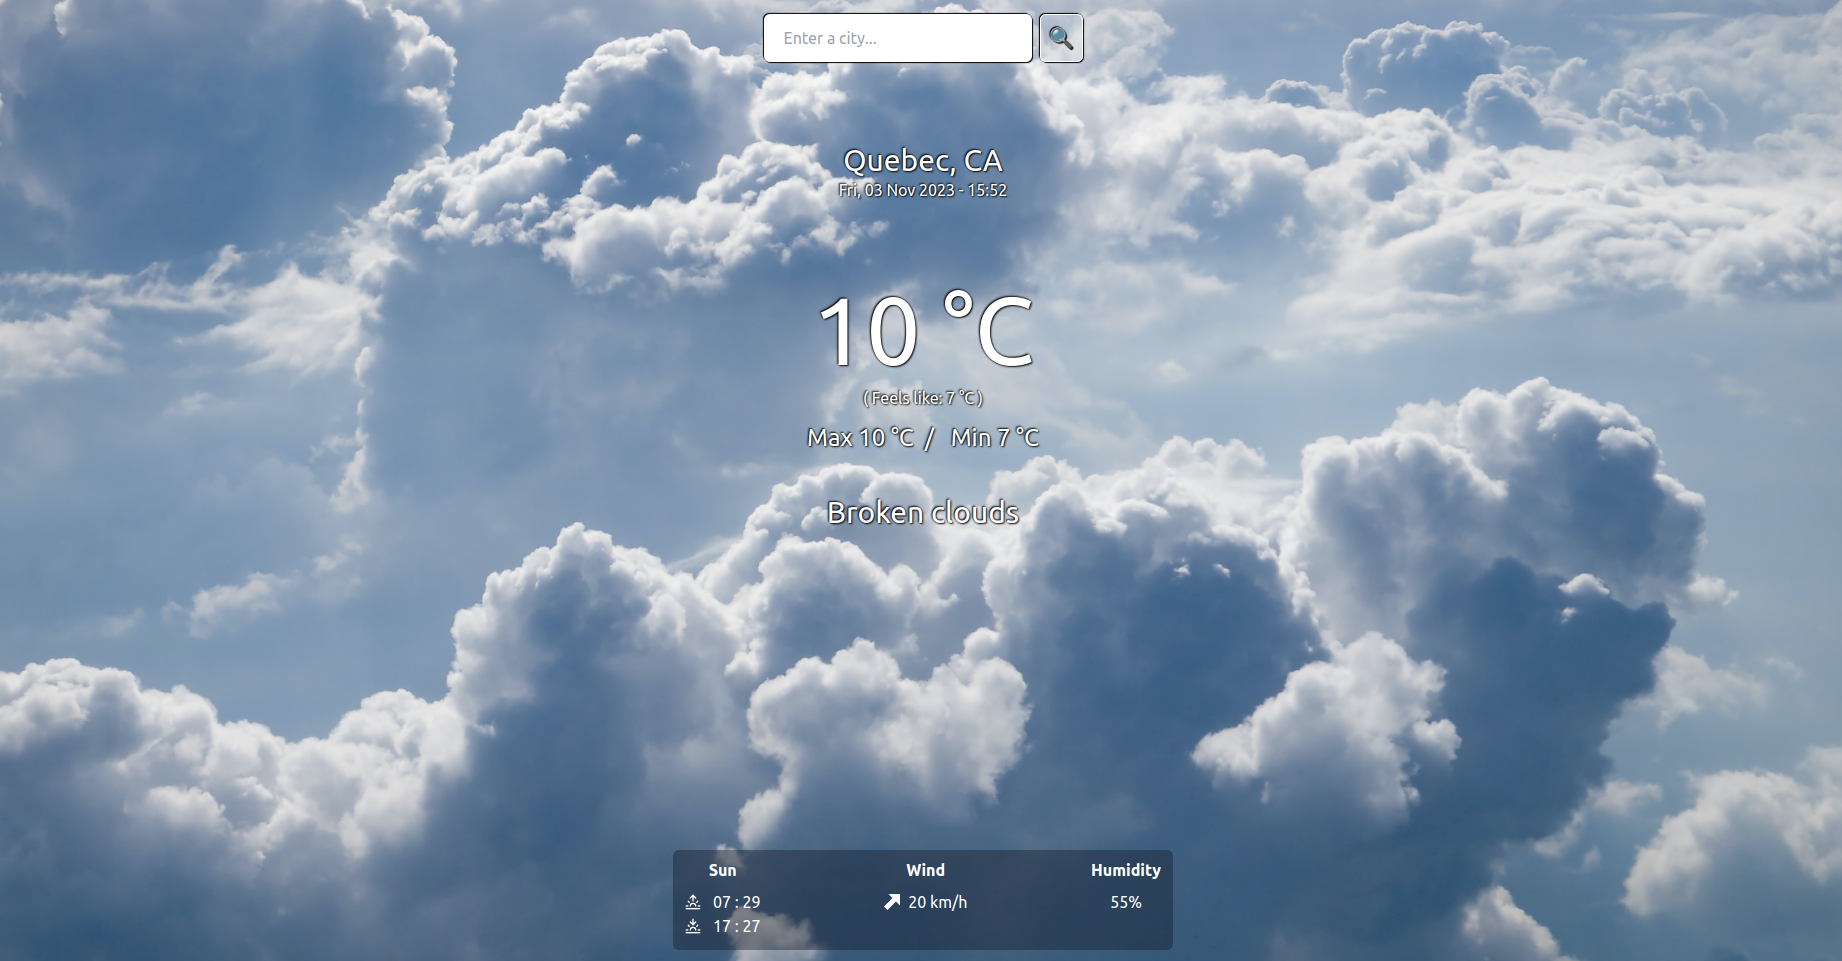 Enter a city...
Quebec, CA
Fri, 03 Nov 2023 - 15:52
10 °C
( Feels like: 7 °C )
Max 10 °C / Min 7 °C
Broken clouds
Sun Wind Humidity
07 : 29 20 km/h 55%
17 : 27